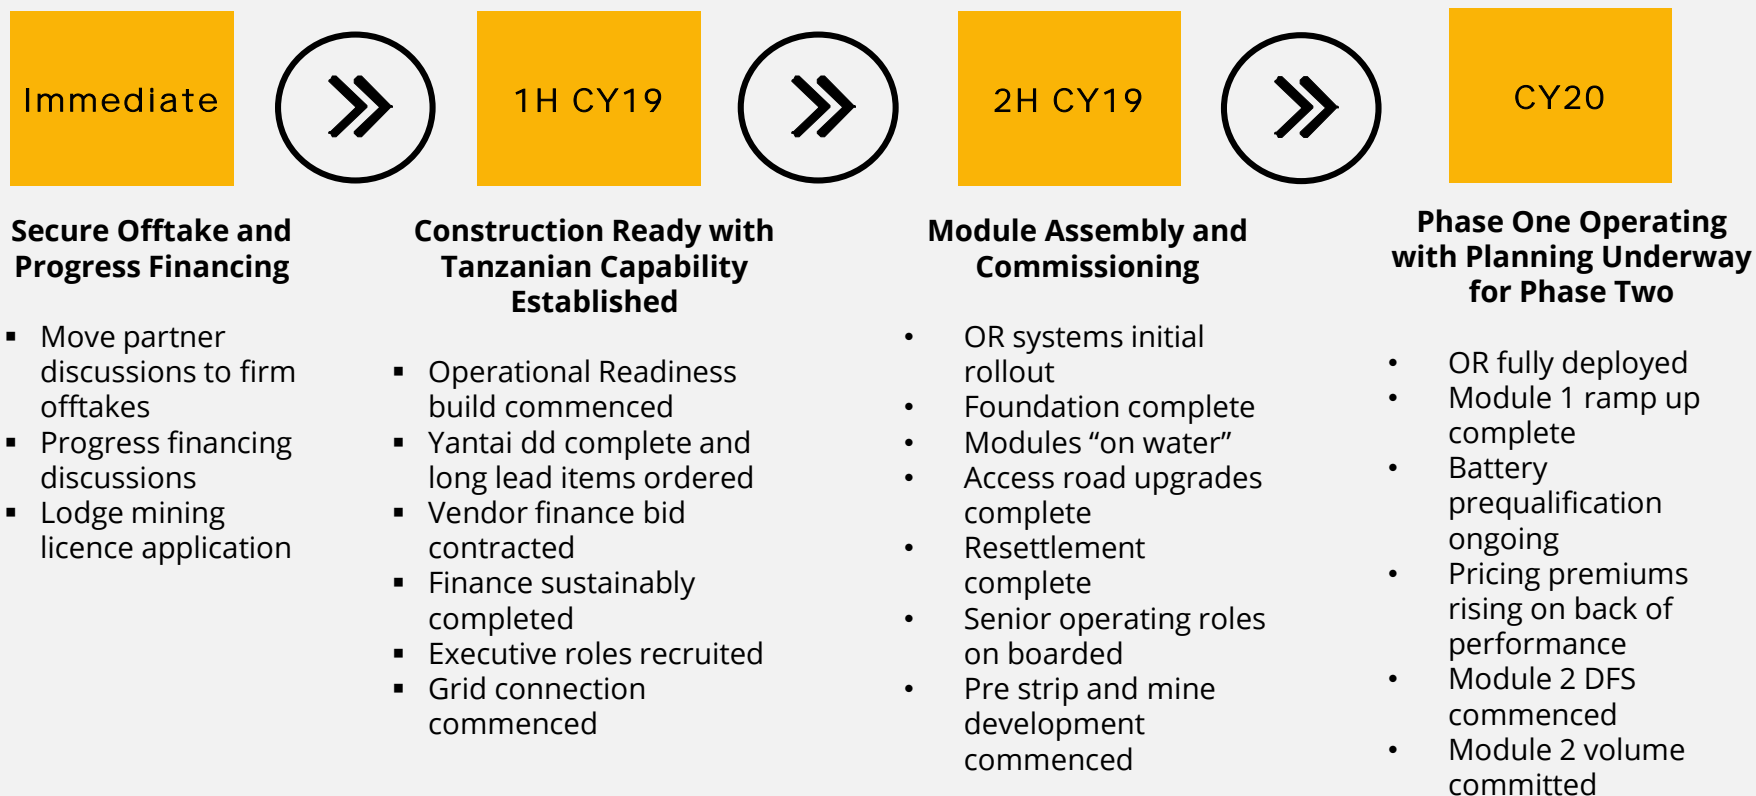 Immediate
1H CY19
2H CY19
CY20
Secure Offtake and
Progress Financing
▪ Move partner
discussions to firm
offtakes
▪ Progress financing
discussions
▪ Lodge mining
licence application
Construction Ready with
Tanzanian Capability
Established
▪ Operational Readiness
build commenced
▪ Yantai dd complete and
long lead items ordered
▪ Vendor finance bid
contracted
▪ Finance sustainably
completed
▪ Executive roles recruited
▪ Grid connection
commenced
Module Assembly and
Commissioning
• OR systems initial
rollout
• Foundation complete
• Modules “on water”
• Access road upgrades
complete
• Resettlement
complete
• Senior operating roles
on boarded
• Pre strip and mine
development
commenced
Phase One Operating
with Planning Underway
for Phase Two
• OR fully deployed
• Module 1 ramp up
complete
• Battery
prequalification
ongoing
• Pricing premiums
rising on back of
performance
• Module 2 DFS
commenced
• Module 2 volume
committed